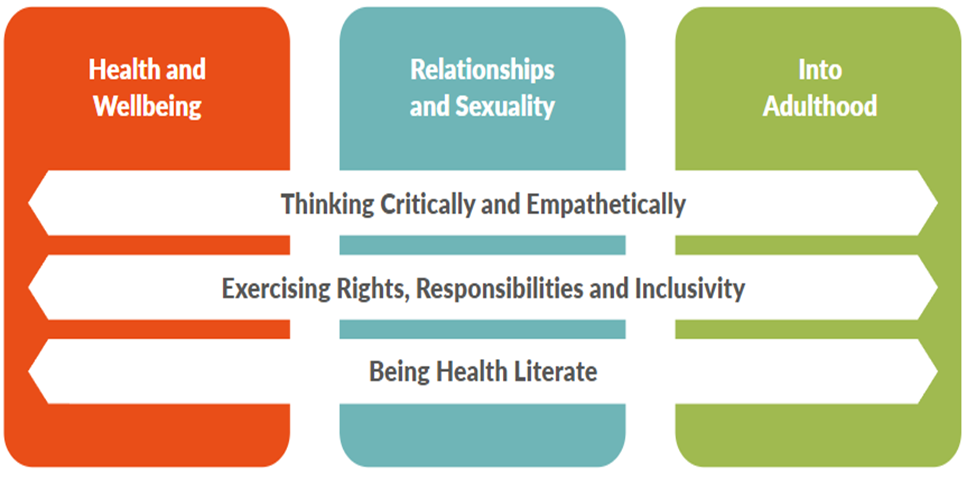 Health and
Wellbeing
Relationships
and Sexuality
Into
Adulthood
Thinking Critically and Empathetically
Exercising Rights, Responsibilities and Inclusivity
Being Health Literate